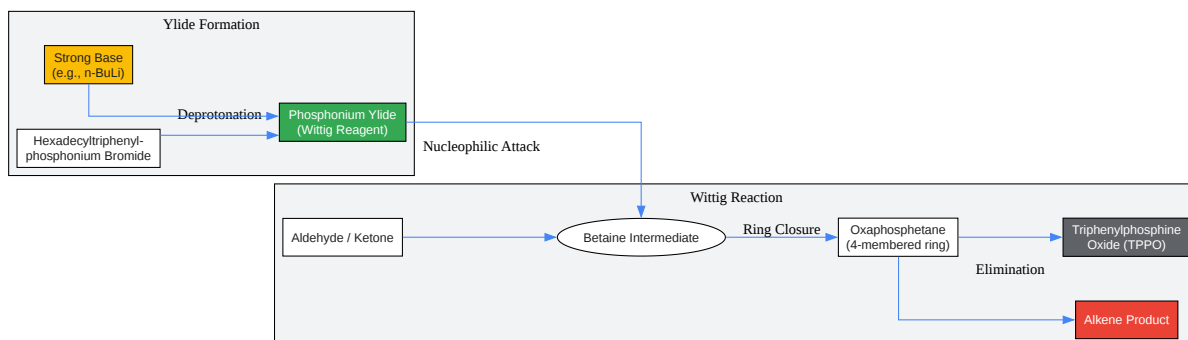 Ylide Formation
Strong Base
(e.g., n-BuLi)
Deprotonation
Phosphonium Ylide
(Wittig Reagent)
Hexadecyltriphenyl-
phosphonium Bromide
Nucleophilic Attack
Wittig Reaction
Aldehyde / Ketone
Betaine Intermediate
Ring Closure
Oxaphosphetane
(4-membered ring)
Triphenylphosphine
Oxide (TPPO)
Elimination
Alkene Product